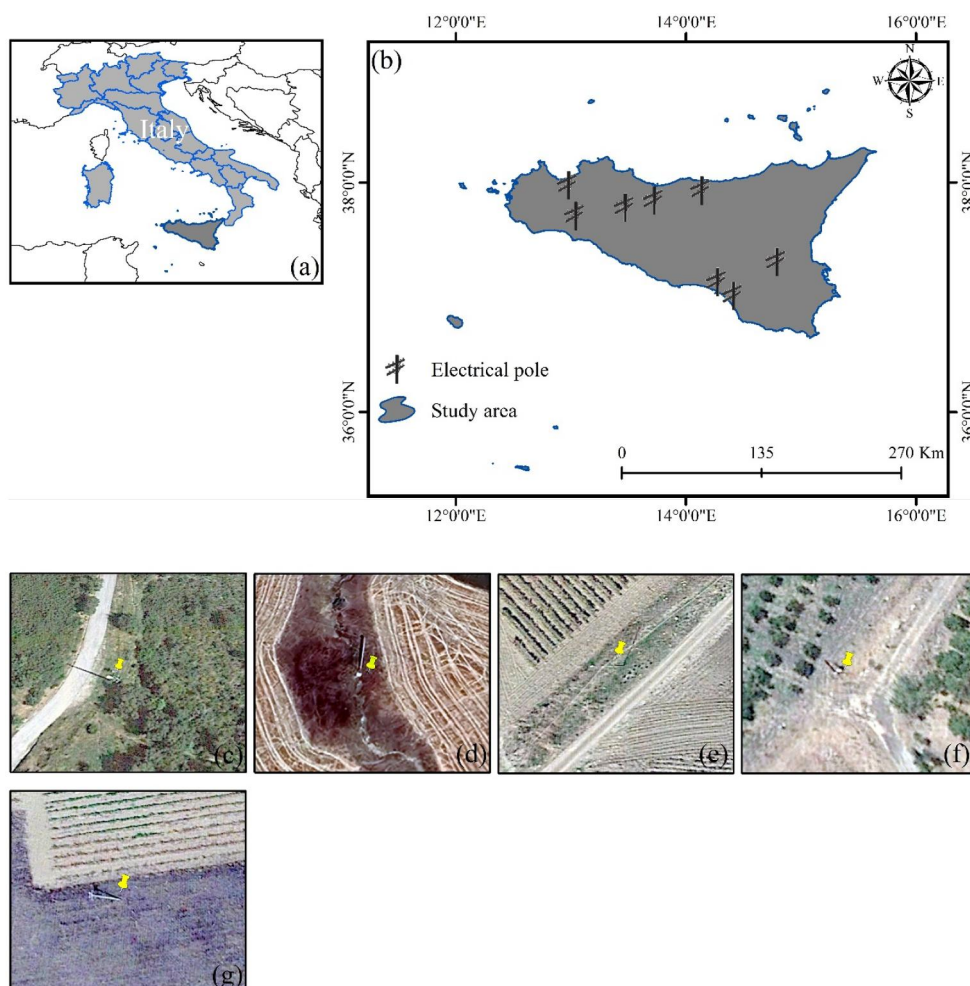 12°0'0"E 14°0'0"E 16°0'0"E
Italy
(a)
(b)
N
W E
S
38°0'0"N 38°0'0"N
36°0'0"N 36°0'0"N
Electrical pole
Study area
0 135 270 Km
12°0'0"E 14°0'0"E 16°0'0"E
(c) (d) (e) (f)
(g)